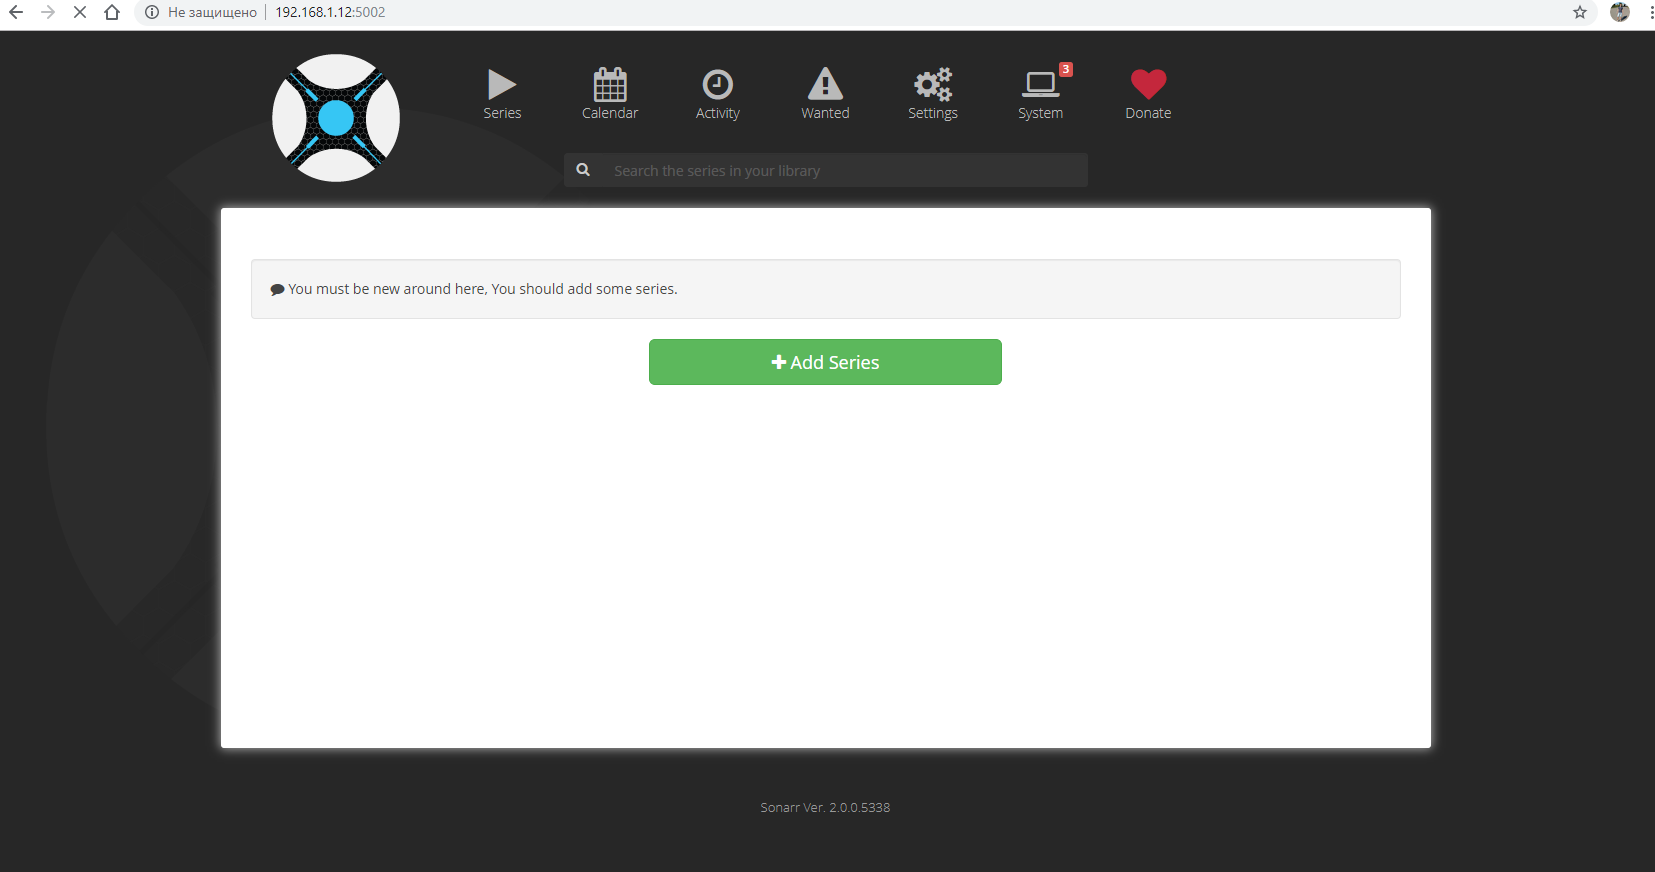 Не защищено 192.168.1.12:5002
3
Series Calendar Activity Wanted Settings System Donate
Search the series in your library
You must be new around here, You should add some series.
Add Series
Sonarr Ver. 2.0.0.5338